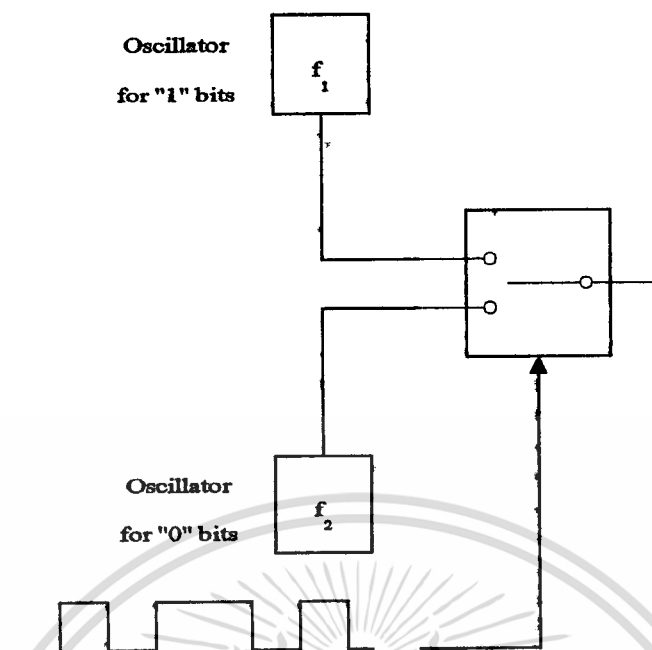 Oscillator
for "1" bits
f1
Oscillator
for "0" bits
f2